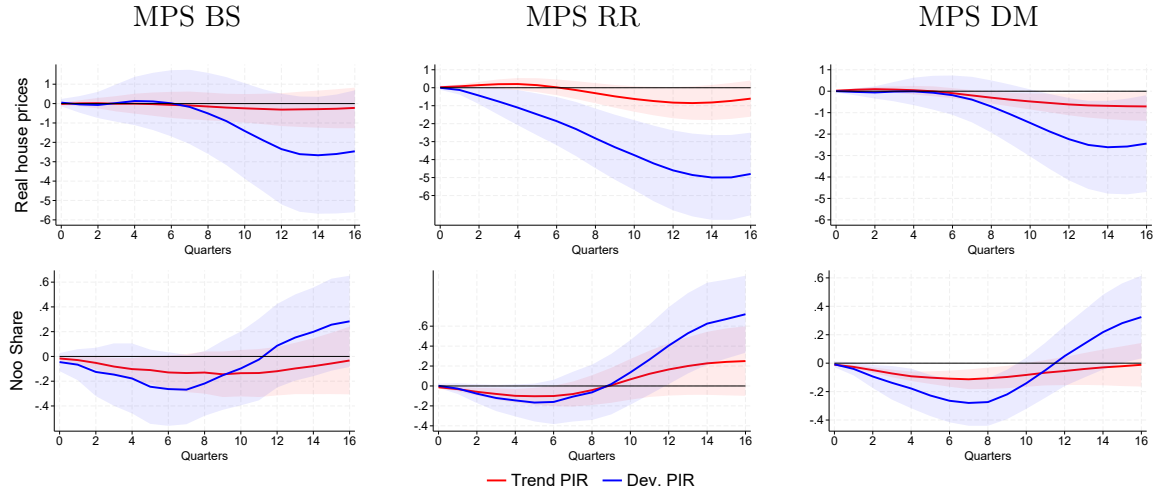 MPS BS MPS RR MPS DM
Real house prices
1
0
-1
-2
-3
-4
-5
-6
0 2 4 6 8 10 12 14 16
Quarters
1
0
-1
-2
-3
-4
-5
-6
-7
0 2 4 6 8 10 12 14 16
Quarters
1
0
-1
-2
-3
-4
-5
-6
0 2 4 6 8 10 12 14 16
Quarters
Noo Share
.6
.4
.2
0
-.2
-.4
0 2 4 6 8 10 12 14 16
Quarters
.6
.4
.2
0
-.2
-.4
0 2 4 6 8 10 12 14 16
Quarters
.6
.4
.2
0
-.2
-.4
0 2 4 6 8 10 12 14 16
Quarters
Trend PIR Dev. PIR